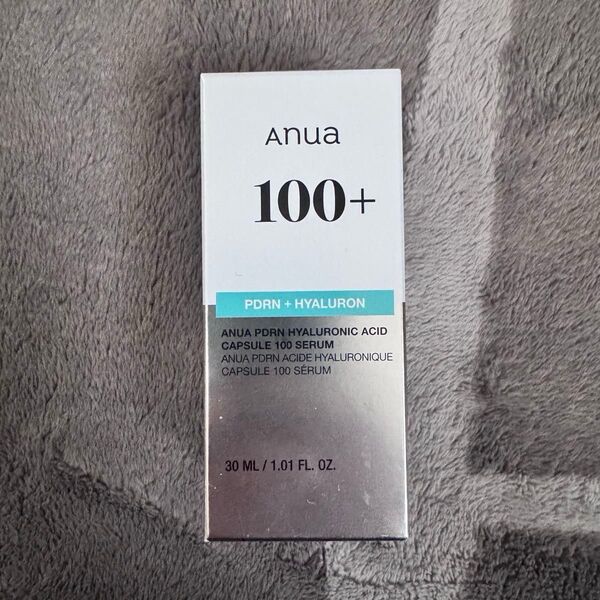 Anua
100+
PDRN + HYALURON
ANUA PDRN HYALURONIC ACID
CAPSULE 100 SERUM
ANUA PDRN ACIDE HYALURONIQUE
CAPSULE 100 SÉRUM
30 ML / 1.01 FL. OZ.